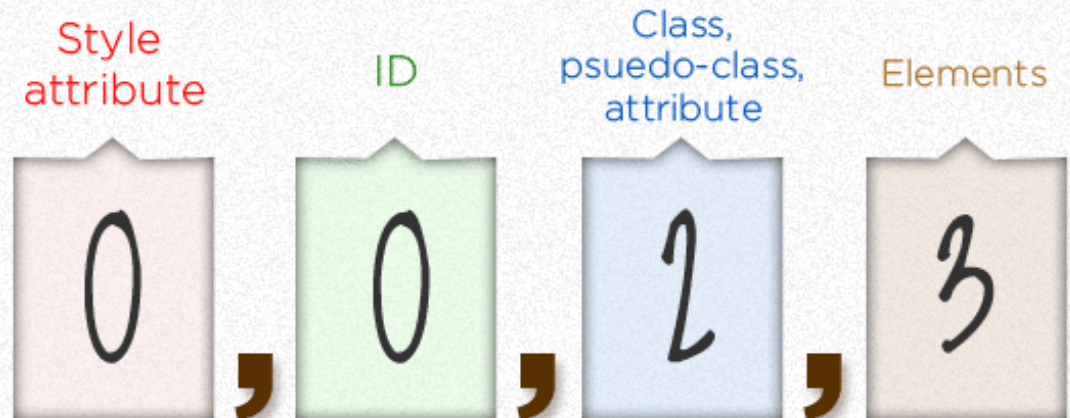 Style
attribute
ID
Class,
psuedo-class,
attribute
Elements
0 , 0 , 2 , 3